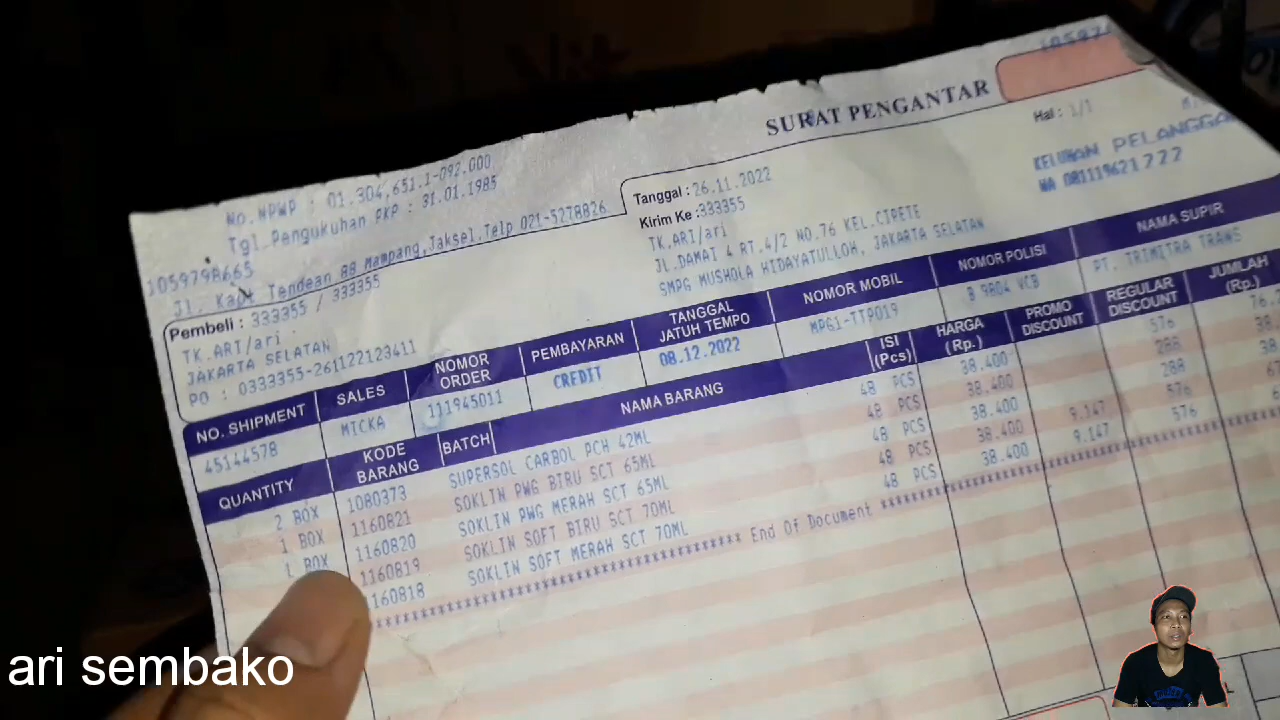 SURAT PENGANTAR
Hal : 1/1
No. NPWP : 01.304.651.1-092.000
Tgl.Pengukuhan PKP : 31.01.1985
Jl. Kapt Tendean 88 Mampang,Jaksel.Telp 021-5278826
Tanggal : 26.11.2022
Kirim Ke : 333355
TK.ARI/ari
JL.DAMAI 4 RT.4/2 NO.76 KEL.CIPETE
SMPG MUSHOLA HIDAYATULLOH, JAKARTA SELATAN
KELUHAN PELANGGA
WA 081119621722
Pembeli : 333355 / 333355
TK.ARI/ari
JAKARTA SELATAN
PO : 0333355-261122123411
NO. SHIPMENT SALES NOMOR ORDER PEMBAYARAN TANGGAL JATUH TEMPO NOMOR MOBIL NOMOR POLISI NAMA SUPIR
45144578 MICKA 111945011 CREDIT 08.12.2022 MPG1-TTP019 B 9804 VCB PT. TRIMITRA TRANS
QUANTITY KODE BARANG BATCH NAMA BARANG ISI (Pcs) HARGA (Rp.) PROMO DISCOUNT REGULAR DISCOUNT JUMLAH (Rp.)
2 BOX 1080373 SUPERSOL CARBOL PCH 42ML 48 PCS 38.400 576
1 BOX 1160821 SOKLIN PWG BIRU SCT 65ML 48 PCS 38.400 288
1 BOX 1160820 SOKLIN PWG MERAH SCT 65ML 48 PCS 38.400 288
1160819 SOKLIN SOFT BIRU SCT 70ML 48 PCS 38.400 9.147 576
1160818 SOKLIN SOFT MERAH SCT 70ML 48 PCS 38.400 9.147 576
End Of Document
ari sembako